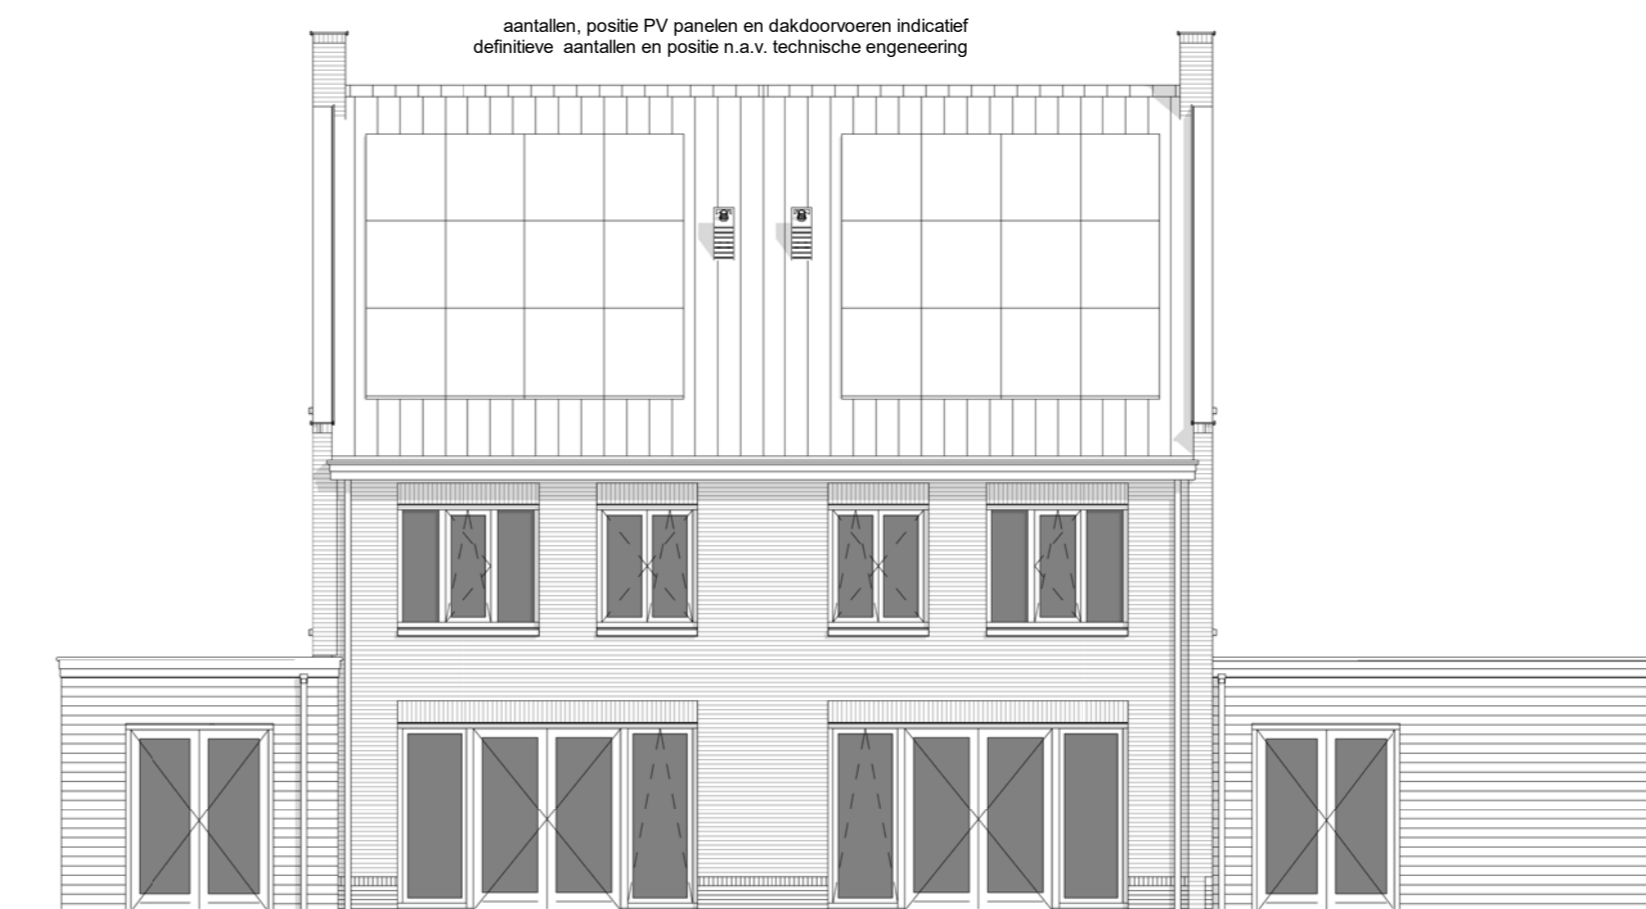 aantallen, positie PV panelen en dakdoorvoeren indicatief
definitieve  aantallen en positie n.a.v. technische engeneering